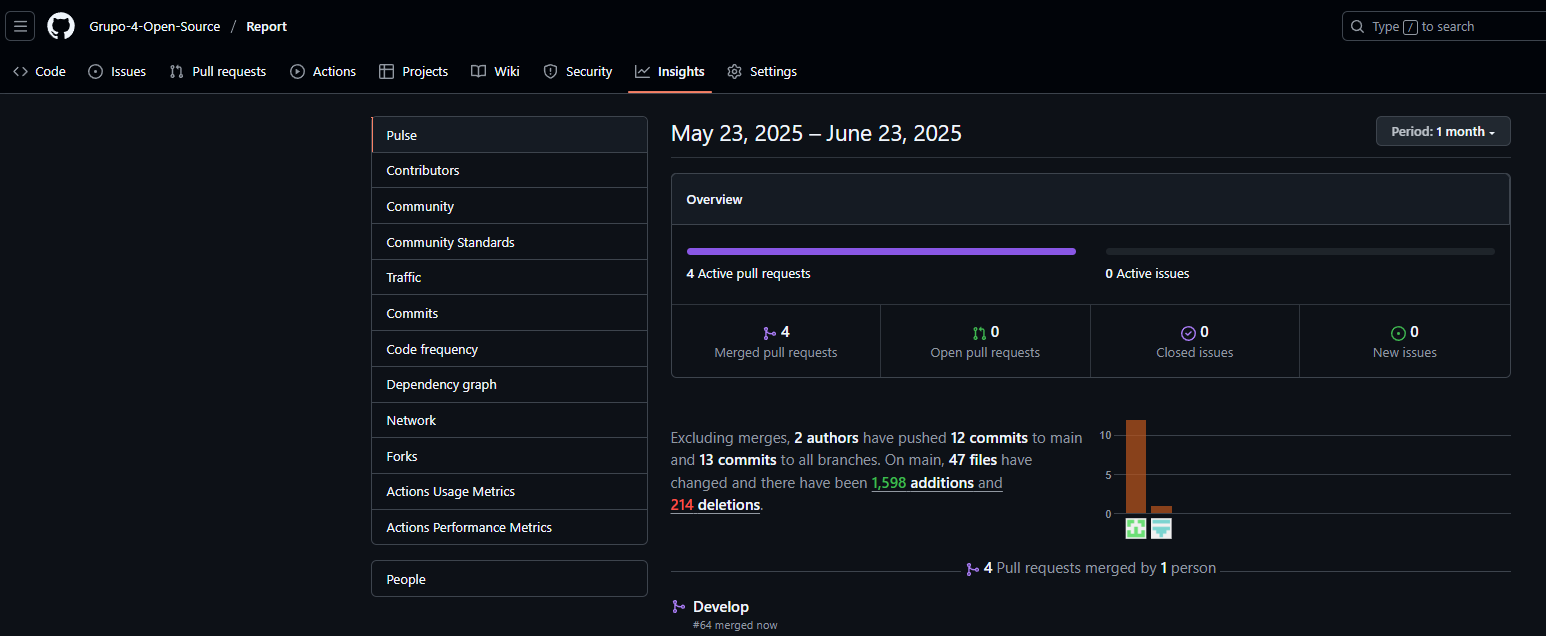 Grupo-4-Open-Source / Report
Type / to search
Code Issues Pull requests Actions Projects Wiki Security Insights Settings
Pulse
Contributors
Community
Community Standards
Traffic
Commits
Code frequency
Dependency graph
Network
Forks
Actions Usage Metrics
Actions Performance Metrics
People
May 23, 2025 – June 23, 2025
Period: 1 month
Overview
4 Active pull requests
0 Active issues
4
Merged pull requests
0
Open pull requests
0
Closed issues
0
New issues
Excluding merges, 2 authors have pushed 12 commits to main
and 13 commits to all branches. On main, 47 files have
changed and there have been 1,598 additions and
214 deletions.
10
5
0
4 Pull requests merged by 1 person
Develop
#64 merged now